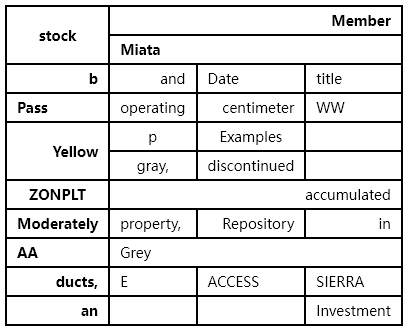 stock Member
Miata
b and Date title
Pass operating centimeter WW
Yellow p Examples
gray, discontinued
ZONPLT accumulated
Moderately property, Repository in
AA Grey
ducts, E ACCESS SIERRA
an Investment